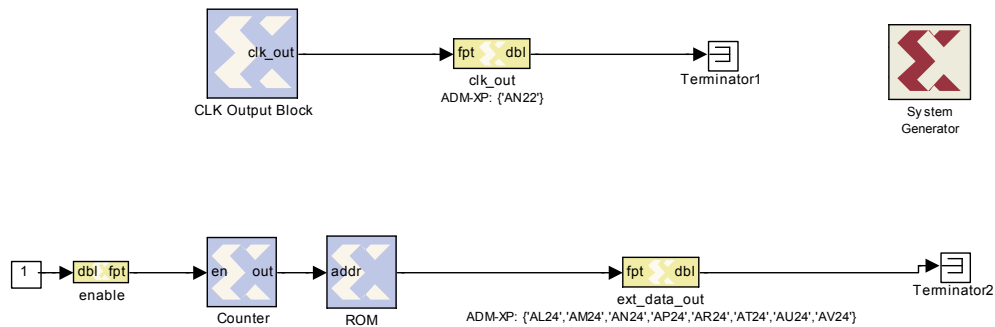 clk_out
fpt dbl
CLK Output Block
clk_out
ADM-XP: {'AN22'}
Terminator1
System
Generator
1
dbl fpt
enable
en out
Counter
addr
ROM
fpt dbl
ext_data_out
ADM-XP: {'AL24','AM24','AN24','AP24','AR24','AT24','AU24','AV24'}
Terminator2